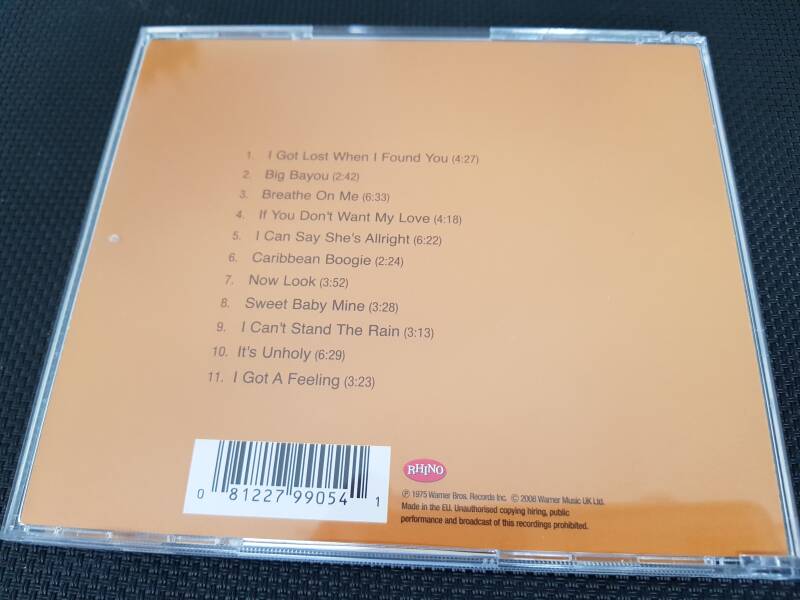 1. I Got Lost When I Found You (4:27)
2. Big Bayou (2:42)
3. Breathe On Me (6:33)
4. If You Don't Want My Love (4:18)
5. I Can Say She's Allright (6:22)
6. Caribbean Boogie (2:24)
7. Now Look (3:52)
8. Sweet Baby Mine (3:28)
9. I Can't Stand The Rain (3:13)
10. It's Unholy (6:29)
11. I Got A Feeling (3:23)
0 81227 99054 1
RHINO
℗ 1975 Warner Bros. Records Inc. © 2008 Warner Music UK Ltd.
Made in the EU. Unauthorised copying hiring, public
performance and broadcast of this recordings prohibited.